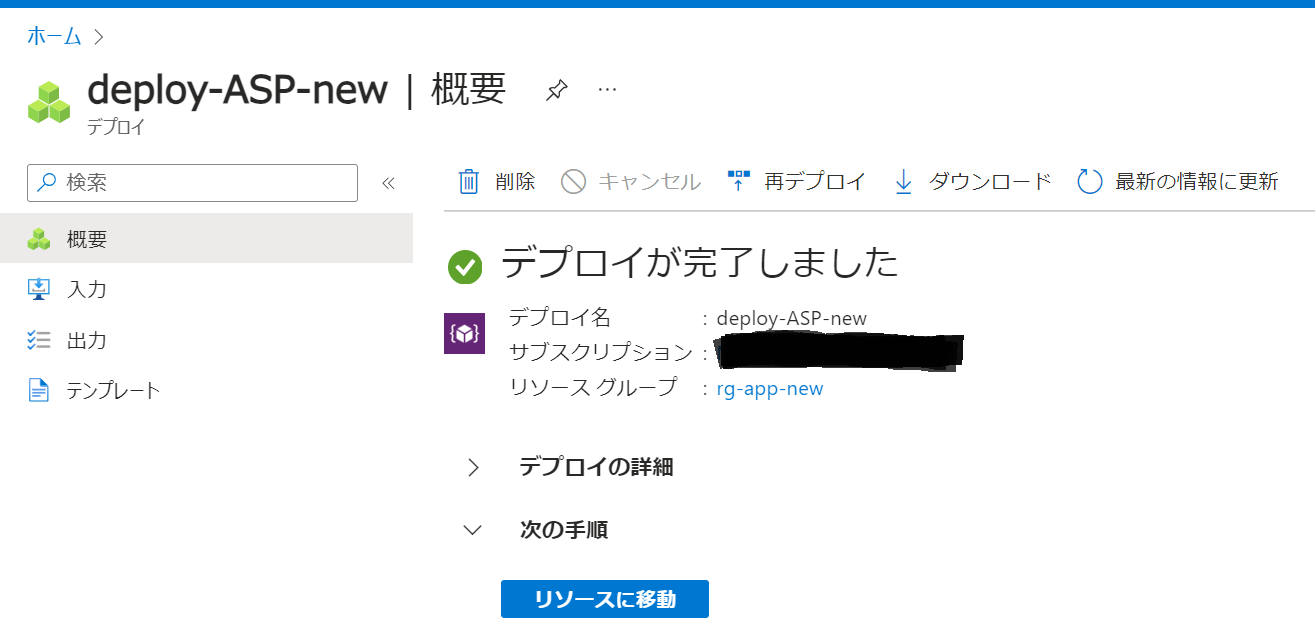 ホーム
deploy-ASP-new | 概要
デプロイ
検索
概要
入力
出力
テンプレート
削除 キャンセル 再デプロイ ダウンロード 最新の情報に更新
デプロイが完了しました
デプロイ名 : deploy-ASP-new
サブスクリプション :
リソース グループ : rg-app-new
デプロイの詳細
次の手順
リソースに移動